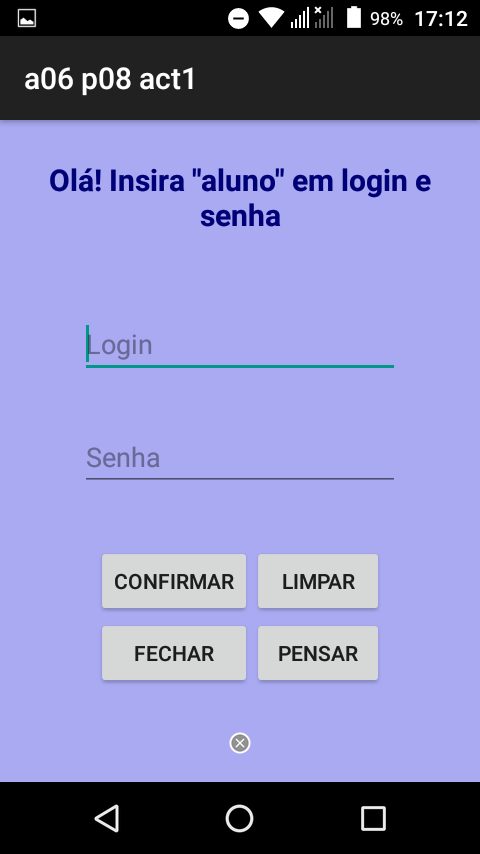 98% 17:12
a06 p08 act1
Olá! Insira "aluno" em login e
senha
Login
Senha
CONFIRMAR LIMPAR
FECHAR PENSAR